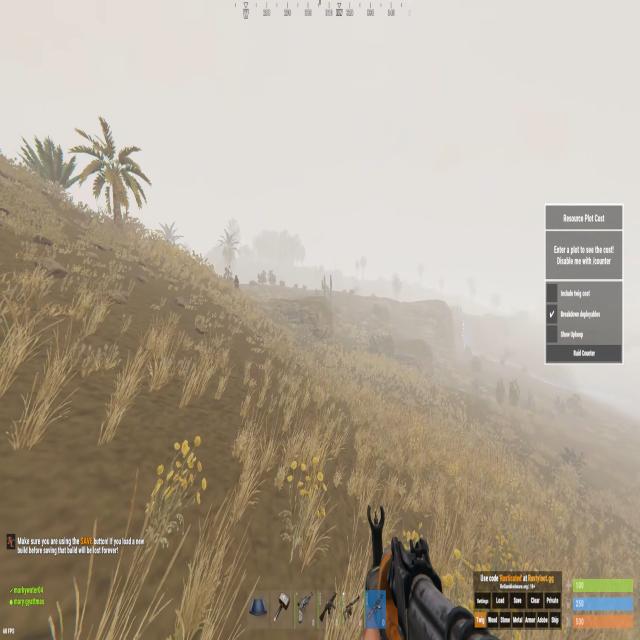 Resource Plot Cost
Enter a plot to see the cost!
Disable me with /counter
Include twig cost
Breakdown deployables
Show Upkeep
Raid Counter
Make sure you are using the SAVE button! If you load a new
build before saving that build will be lost forever!
Use code
at Rustyloot.gg
Settings Load Save Clear Private
Twig Wood Stone Metal Armor Adobe Skip
100
250
500
60 FPS